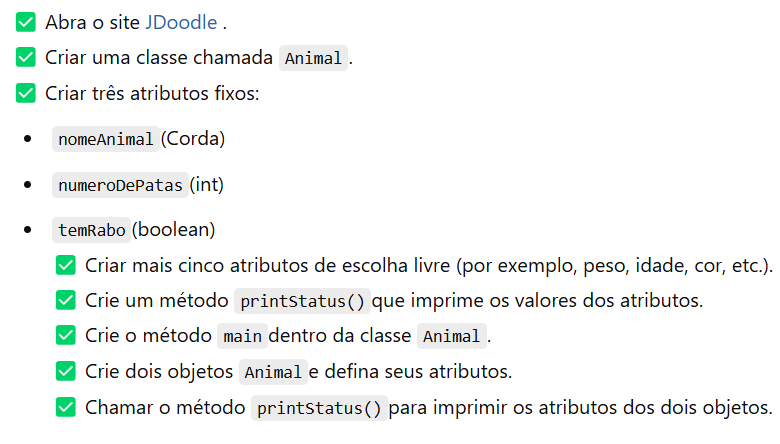 Abra o site JDoodle .
Criar uma classe chamada Animal.
Criar três atributos fixos:
nomeAnimal(Corda)
numeroDePatas(int)
temRabo(boolean)
Criar mais cinco atributos de escolha livre (por exemplo, peso, idade, cor, etc.).
Crie um método printStatus()que imprime os valores dos atributos.
Crie o método maindentro da classe Animal.
Crie dois objetos Animale defina seus atributos.
Chamar o método printStatus()para imprimir os atributos dos dois objetos.